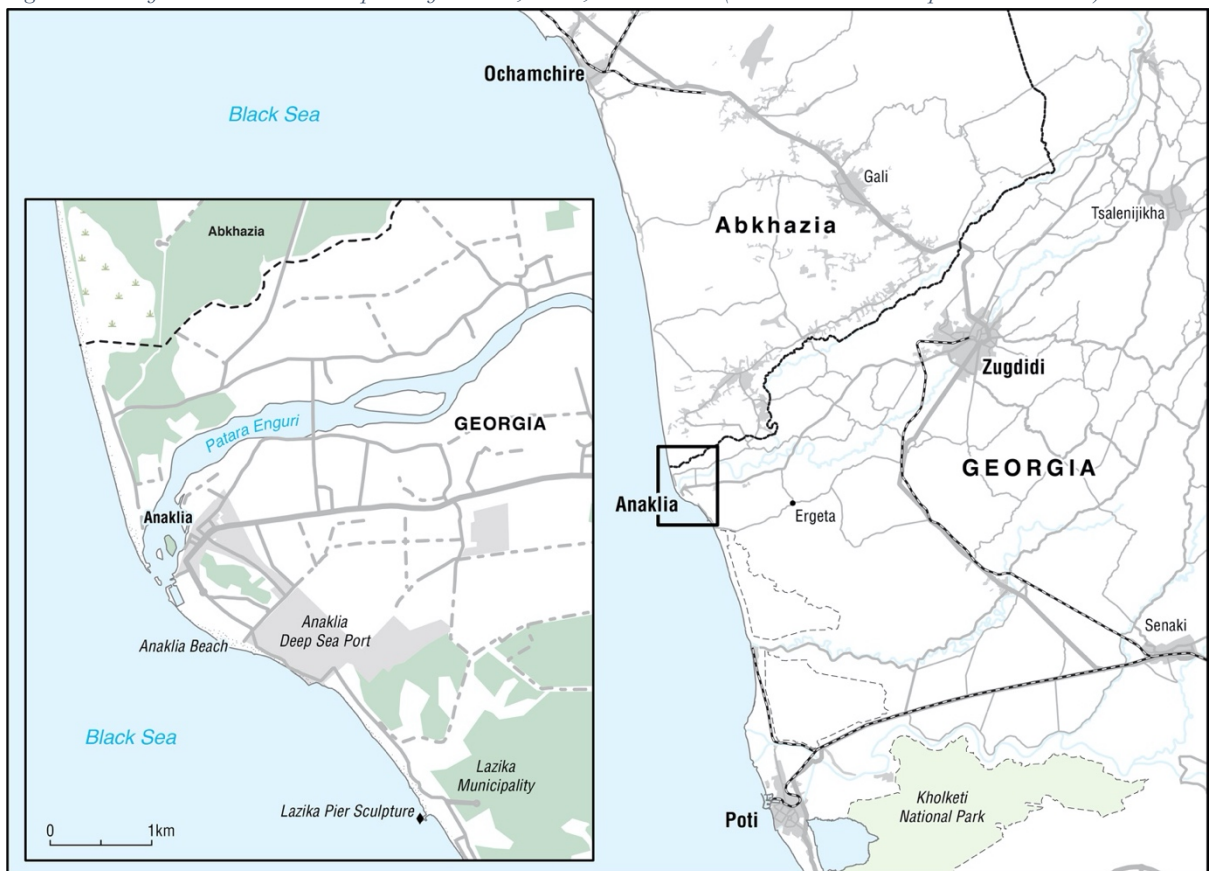 Ochamchire
Black Sea
Gali
Abkhazia
Tsalenijikha
Zugdidi
GEORGIA
Anaklia
Ergeta
Senaki
Kholketi
National Park
Poti
Abkhazia
Patara Enguri
GEORGIA
Anaklia
Anaklia
Deep Sea Port
Anaklia Beach
Black Sea
Lazika
Municipality
Lazika Pier Sculpture
0 1km